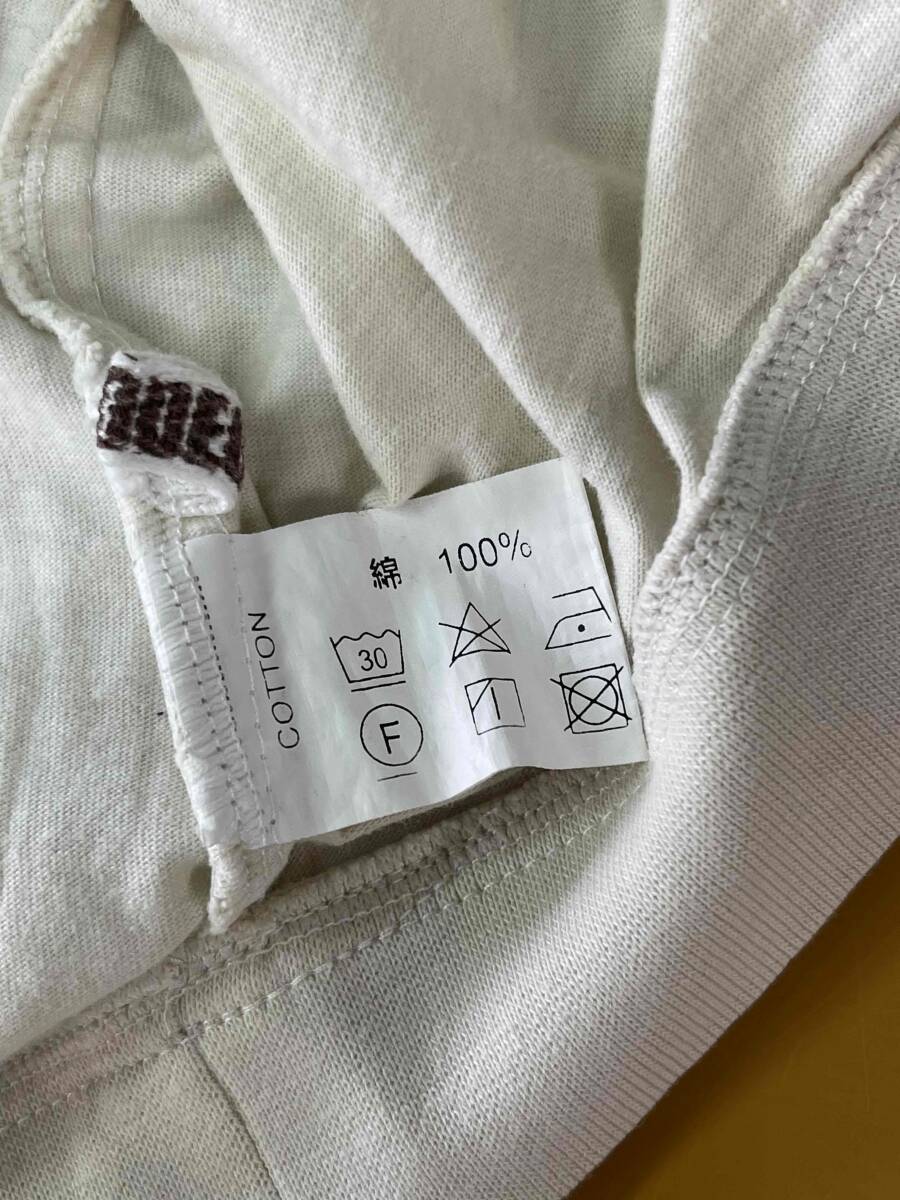 綿 100%
COTTON
30
F